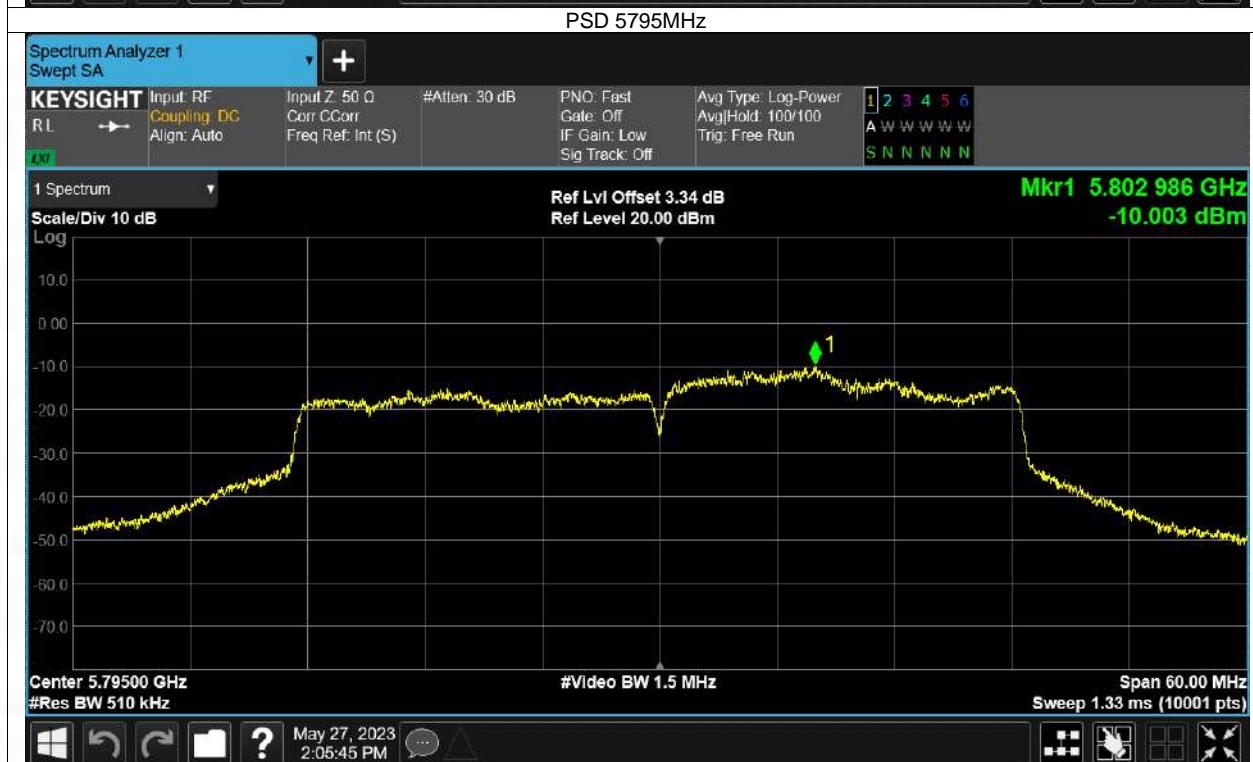 PSD 5795MHz
Spectrum Analyzer 1
Swept SA
KEYSIGHT
RL
LXI
Input: RF
Coupling: DC
Align: Auto
Input Z: 50 Ω
Corr CCorr
Freq Ref: Int (S)
#Atten: 30 dB
PNO: Fast
Gate: Off
IF Gain: Low
Sig Track: Off
Avg Type: Log-Power
Avg|Hold: 100/100
Trig: Free Run
1 2 3 4 5 6
A W W W W W
S N N N N N
1 Spectrum
Scale/Div 10 dB
Log
Ref Lvl Offset 3.34 dB
Ref Level 20.00 dBm
Mkr1 5.802 986 GHz
-10.003 dBm
10.0
0.00
1
-10.0
-20.0
-30.0
-40.0
-50.0
-60.0
-70.0
Center 5.79500 GHz
#Res BW 510 kHz
#Video BW 1.5 MHz
Span 60.00 MHz
Sweep 1.33 ms (10001 pts)
?
May 27, 2023
2:05:45 PM